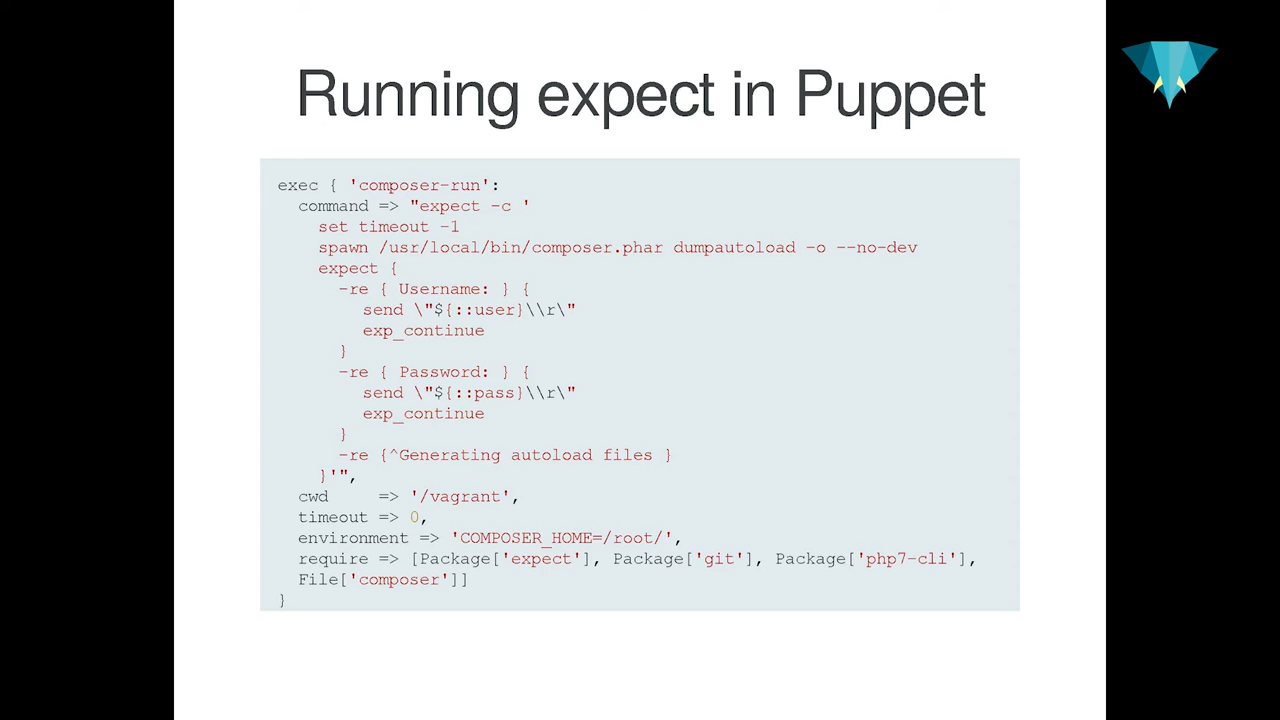 Running expect in Puppet
exec { 'composer-run':
command => "expect -c '
set timeout -1
spawn /usr/local/bin/composer.phar dumpautoload -o --no-dev
expect {
-re { Username: } {
send \"${::user}\\r\"
exp_continue
}
-re { Password: } {
send \"${::pass}\\r\"
exp_continue
}
-re {^Generating autoload files }
}'",
cwd => '/vagrant',
timeout => 0,
environment => 'COMPOSER_HOME=/root/',
require => [Package['expect'], Package['git'], Package['php7-cli'],
File['composer']]
}